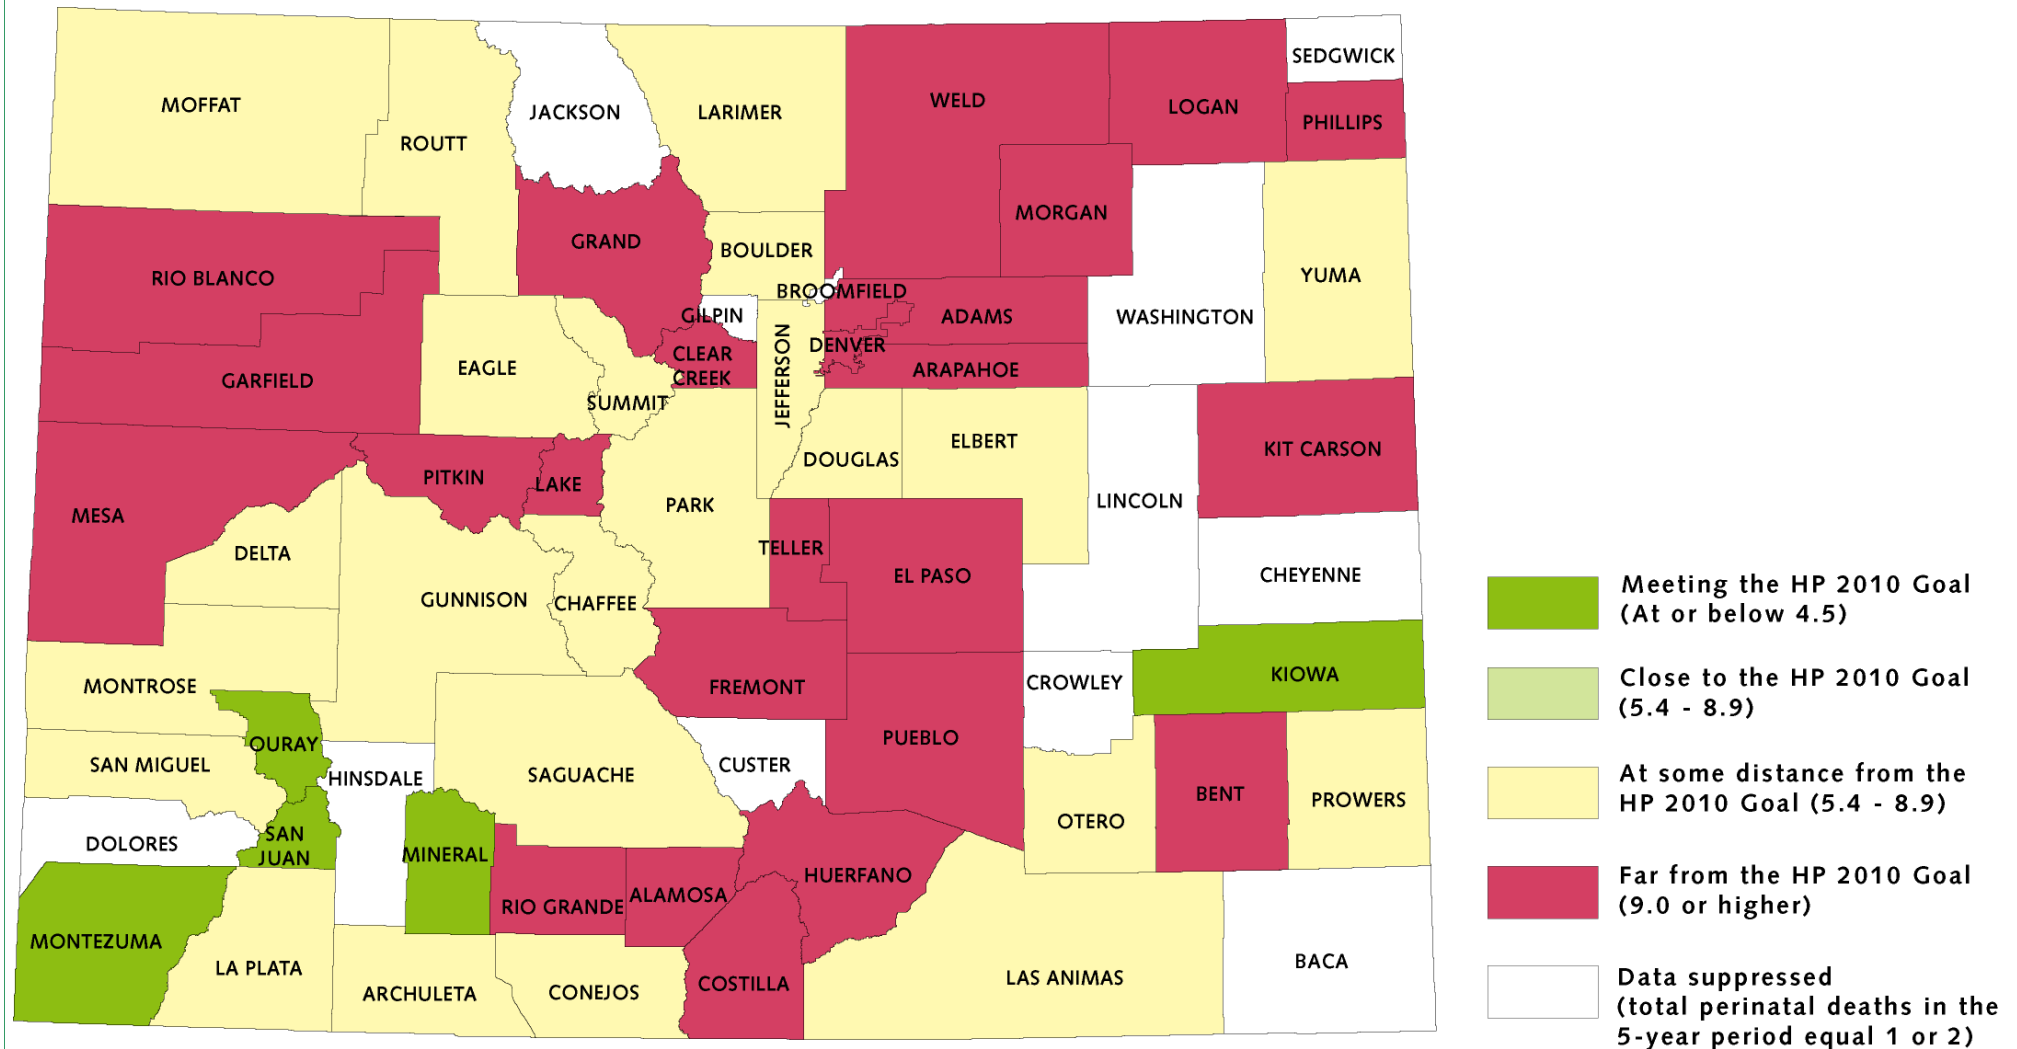 SEDGWICK
MOFFAT
JACKSON
LARIMER
WELD
LOGAN
PHILLIPS
ROUTT
MORGAN
GRAND
BOULDER
RIO BLANCO
YUMA
BROOMFIELD
GILPIN
ADAMS
WASHINGTON
DENVER
CLEAR
CREEK
JEFFERSON
EAGLE
ARAPAHOE
GARFIELD
SUMMIT
ELBERT
KIT CARSON
DOUGLAS
PITKIN
LAKE
PARK
LINCOLN
MESA
DELTA
TELLER
EL PASO
CHEYENNE
GUNNISON
CHAFFEE
KIOWA
CROWLEY
MONTROSE
FREMONT
OURAY
PUEBLO
SAN MIGUEL
HINSDALE
SAGUACHE
CUSTER
BENT
PROWERS
OTERO
SAN
JUAN
DOLORES
MINERAL
HUERFANO
ALAMOSA
RIO GRANDE
MONTEZUMA
LA PLATA
ARCHULETA
CONEJOS
COSTILLA
LAS ANIMAS
BACA
Meeting the HP 2010 Goal
(At or below 4.5)
Close to the HP 2010 Goal
(5.4 - 8.9)
At some distance from the
HP 2010 Goal (5.4 - 8.9)
Far from the HP 2010 Goal
(9.0 or higher)
Data suppressed
(total perinatal deaths in the
5-year period equal 1 or 2)